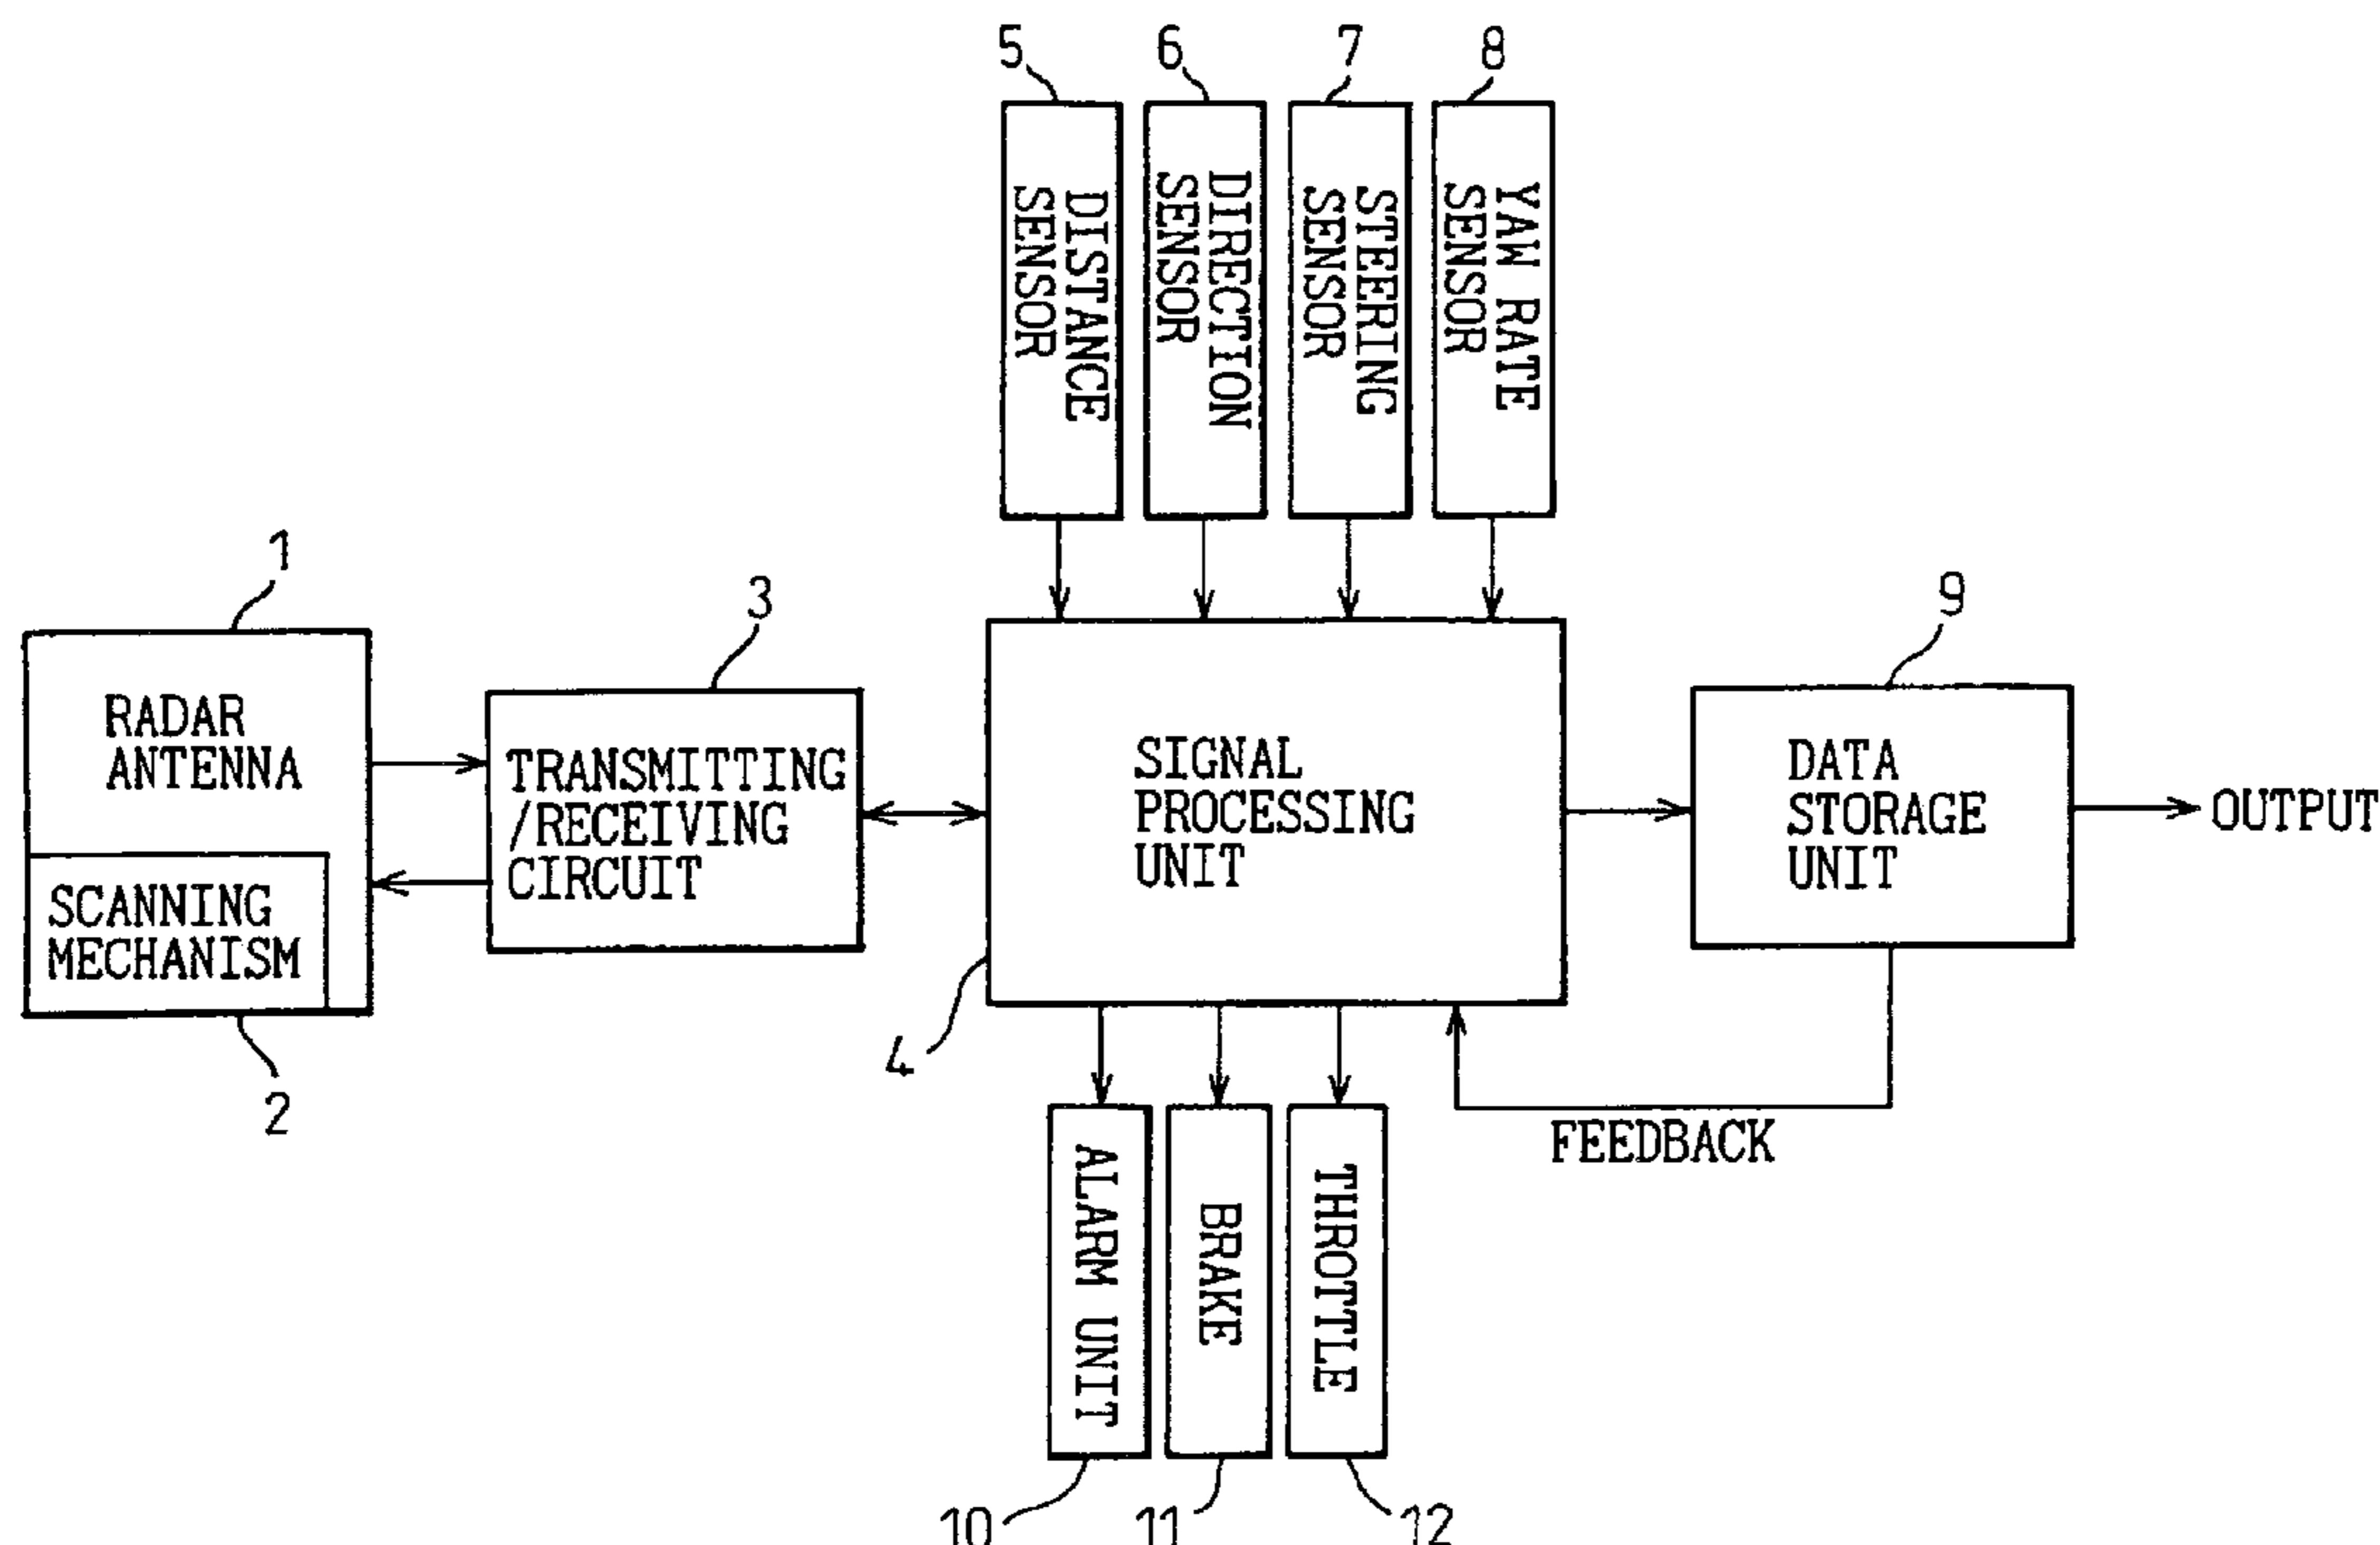 5
6
7
8
DISTANCE
SENSOR
DIRECTION
SENSOR
STEERING
SENSOR
YAW RATE
SENSOR
1
3
9
RADAR
ANTENNA
SCANNING
MECHANISM
TRANSMITTING
/RECEIVING
CIRCUIT
SIGNAL
PROCESSING
UNIT
DATA
STORAGE
UNIT
OUTPUT
2
4
FEEDBACK
ALARM UNIT
BRAKE
THROTTLE
10
11
12